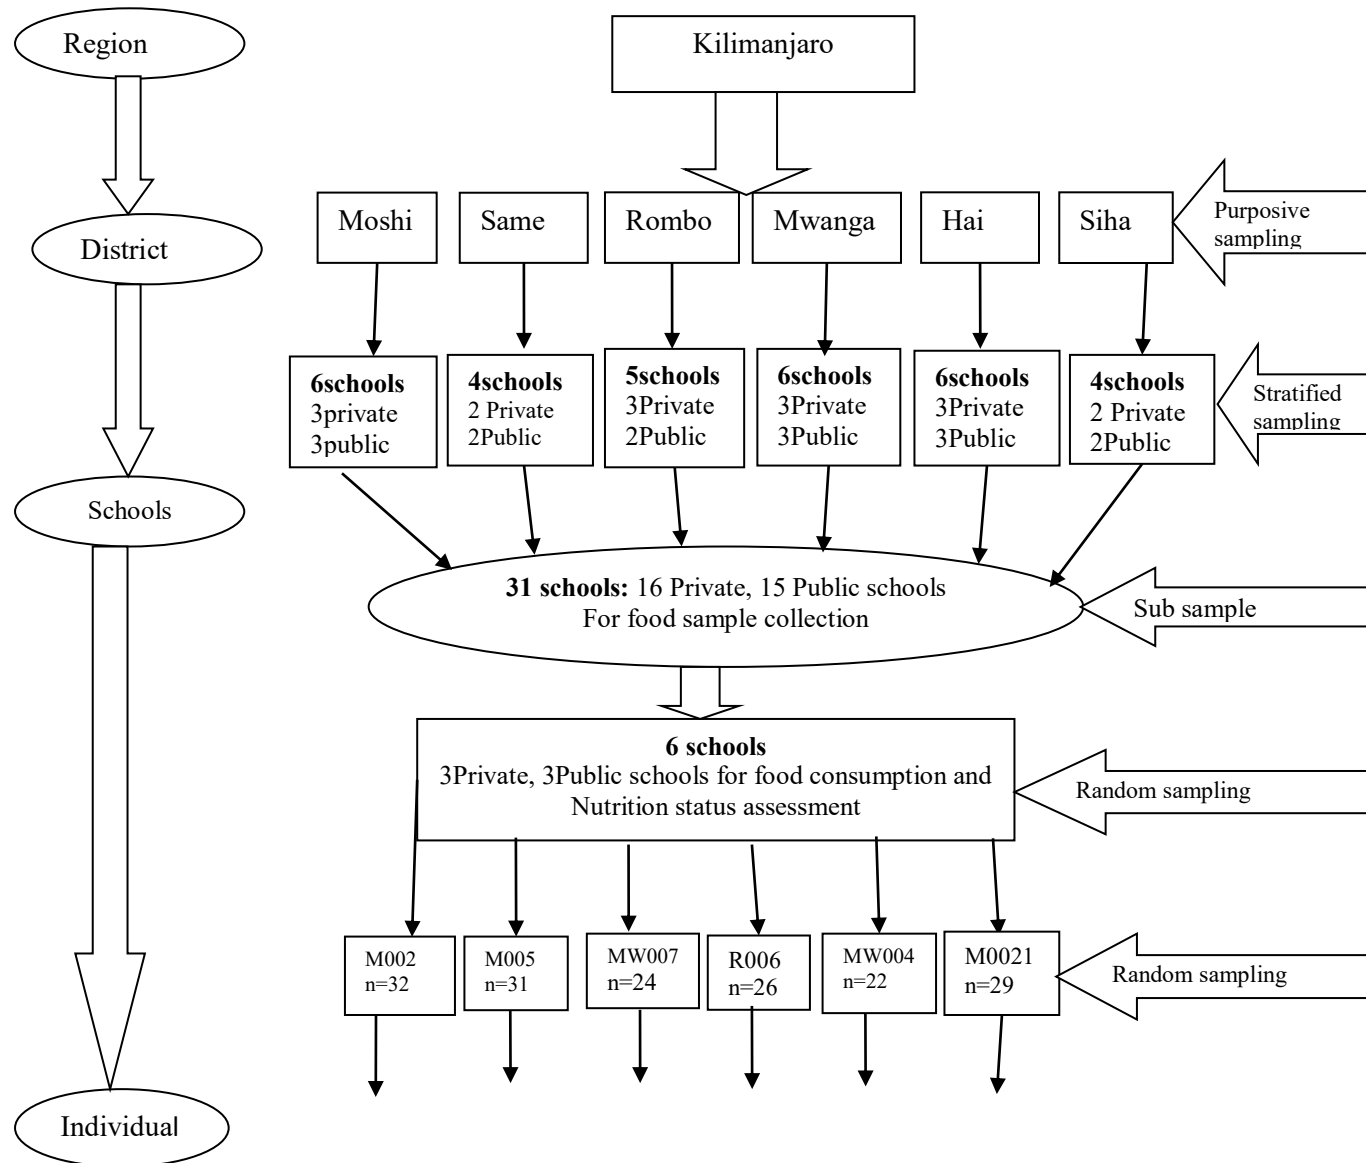 Region
Kilimanjaro
District
Moshi
Same
Rombo
Mwanga
Hai
Siha
Purposive
sampling
6schools
3private
3public
4schools
2 Private
2Public
5schools
3Private
2Public
6schools
3Private
3Public
6schools
3Private
3Public
4schools
2 Private
2Public
Stratified
sampling
Schools
31 schools: 16 Private, 15 Public schools
For food sample collection
Sub sample
6 schools
3Private, 3Public schools for food consumption and
Nutrition status assessment
Random sampling
M002
n=32
M005
n=31
MW007
n=24
R006
n=26
MW004
n=22
M0021
n=29
Random sampling
Individual